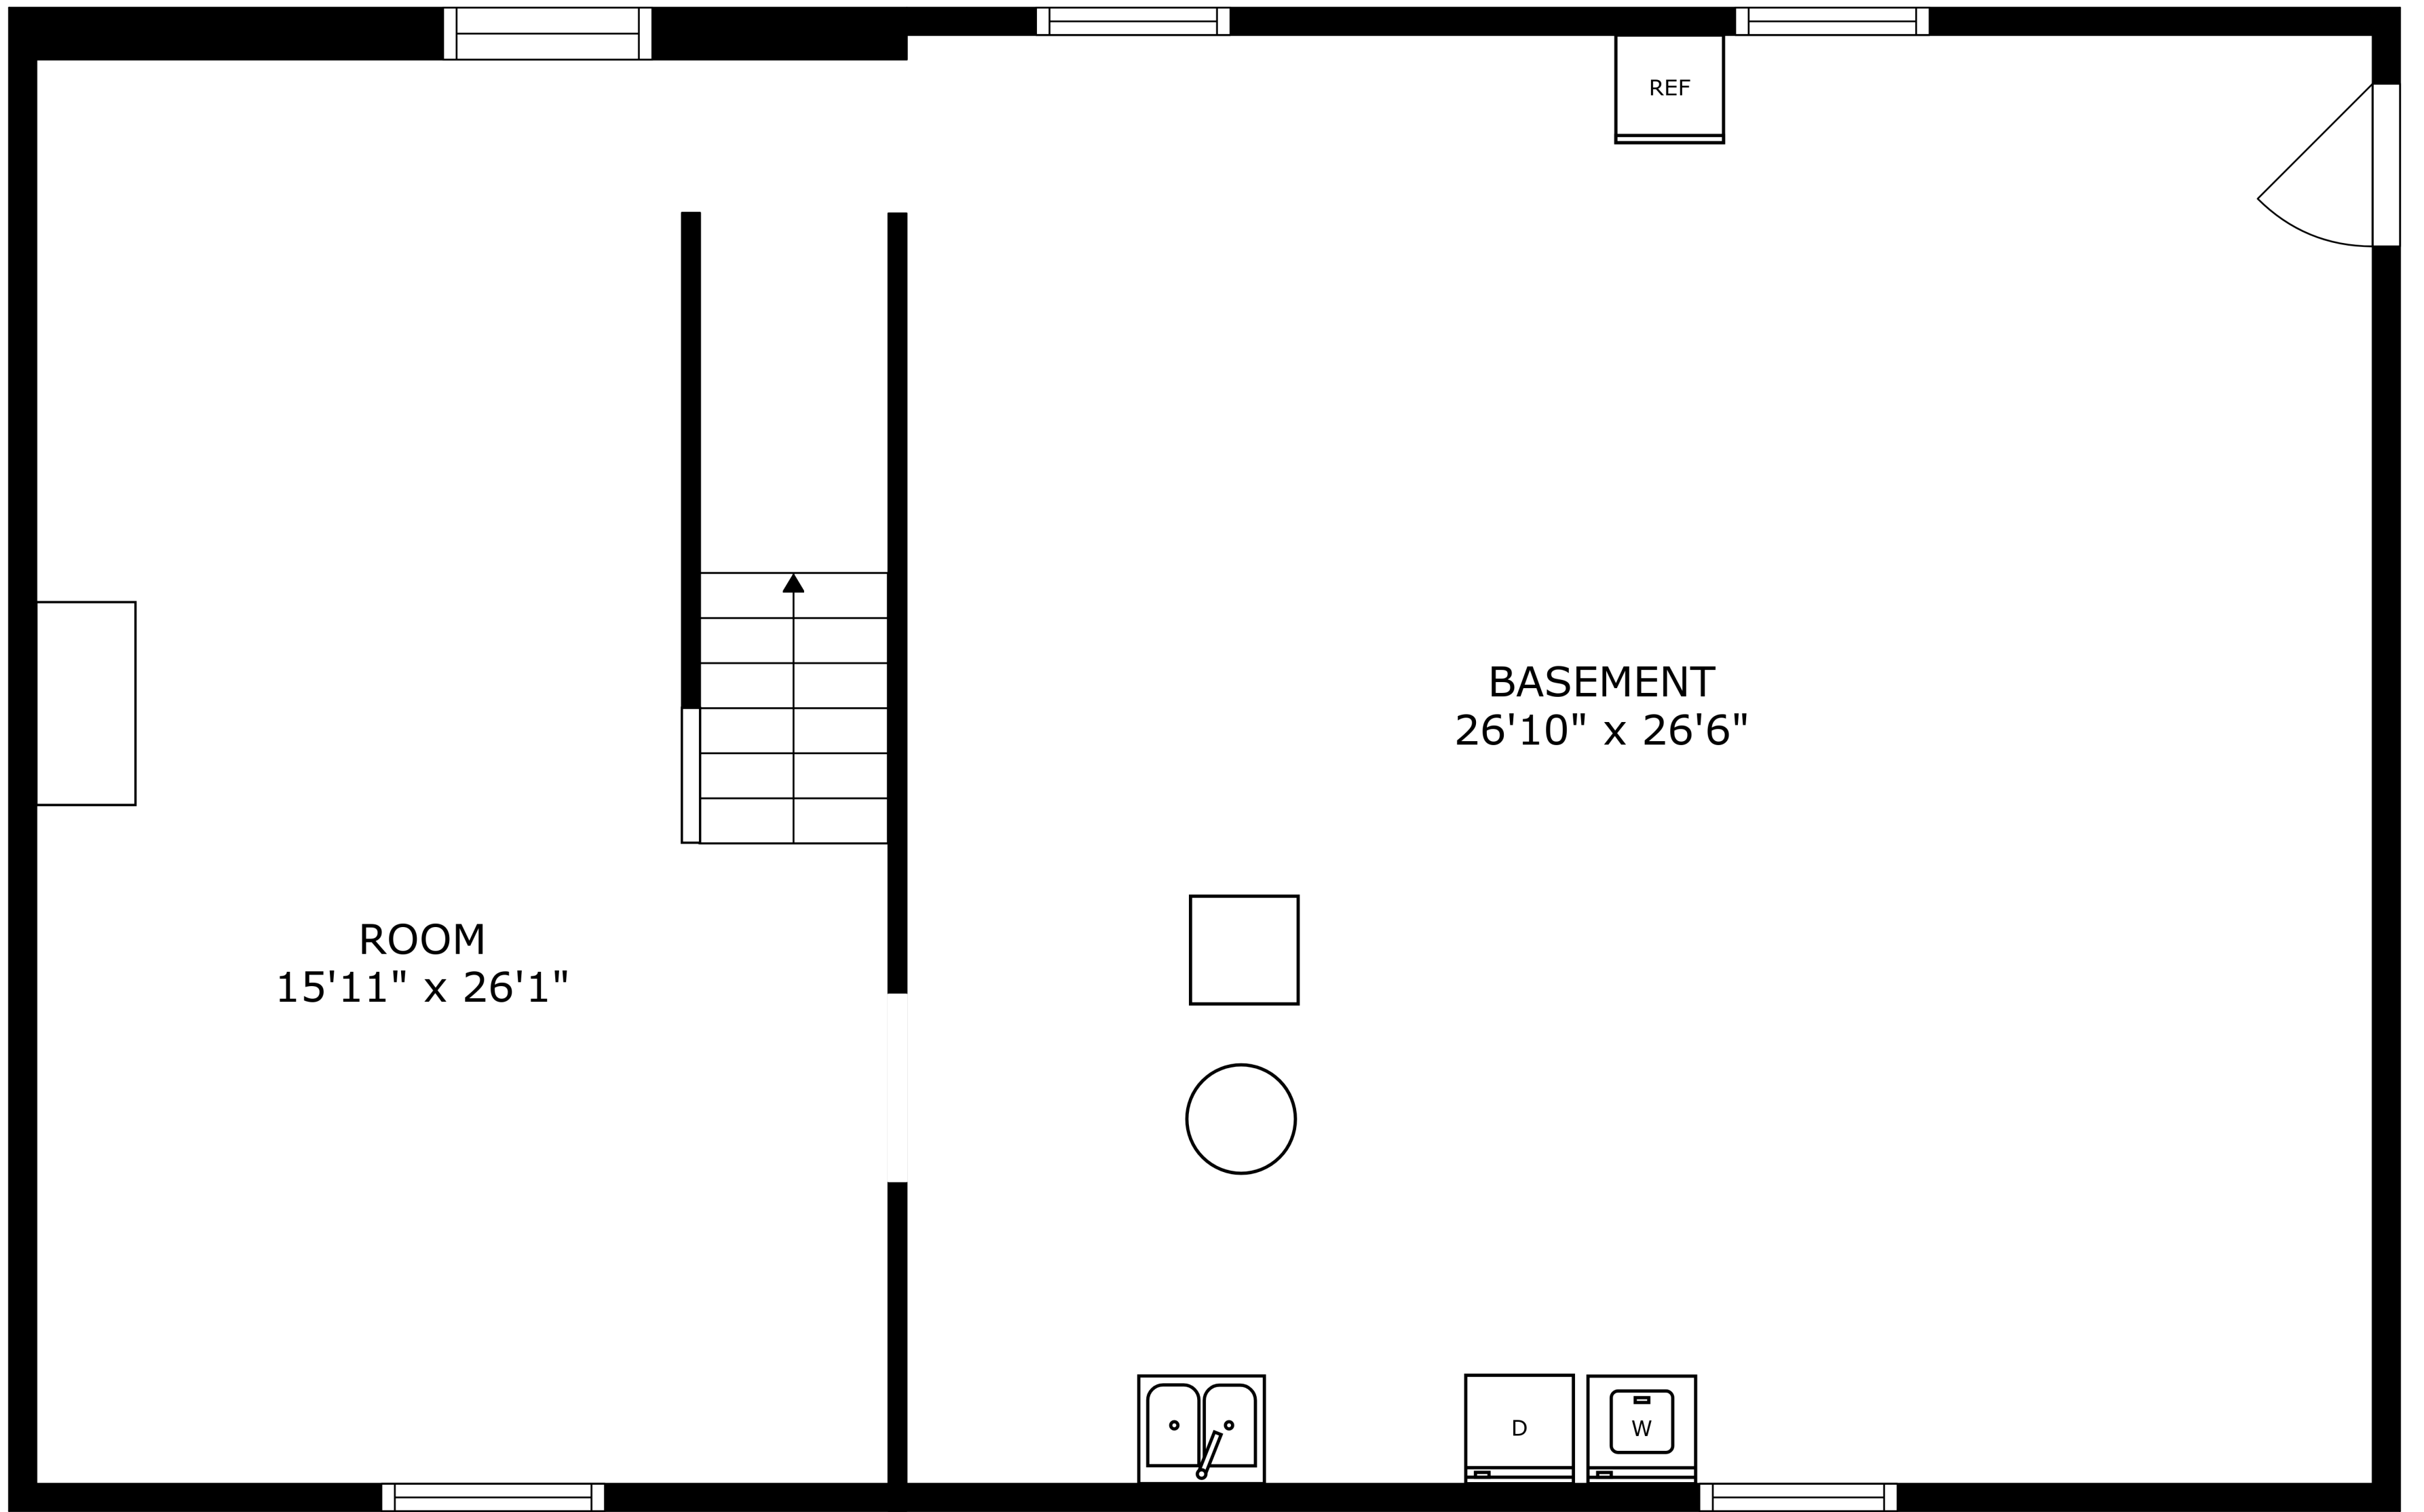 REF
BASEMENT
26'10" x 26'6"
ROOM
15'11" x 26'1"
D
W